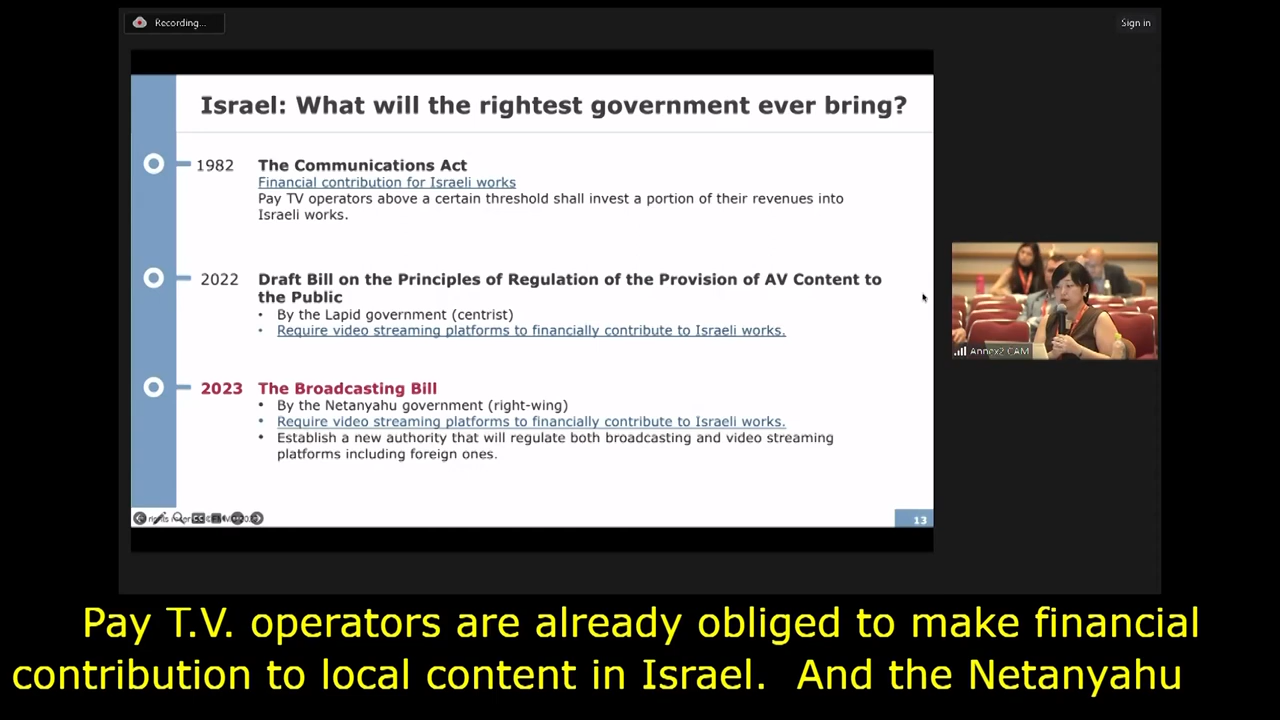 Recording...
Sign in
Israel: What will the rightest government ever bring?
1982 The Communications Act
Financial contribution for Israeli works
Pay TV operators above a certain threshold shall invest a portion of their revenues into
Israeli works.
2022 Draft Bill on the Principles of Regulation of the Provision of AV Content to
the Public
• By the Lapid government (centrist)
• Require video streaming platforms to financially contribute to Israeli works.
2023 The Broadcasting Bill
• By the Netanyahu government (right-wing)
• Require video streaming platforms to financially contribute to Israeli works.
• Establish a new authority that will regulate both broadcasting and video streaming
platforms including foreign ones.
13
Annex2 CAM
Pay T.V. operators are already obliged to make financial
contribution to local content in Israel. And the Netanyahu